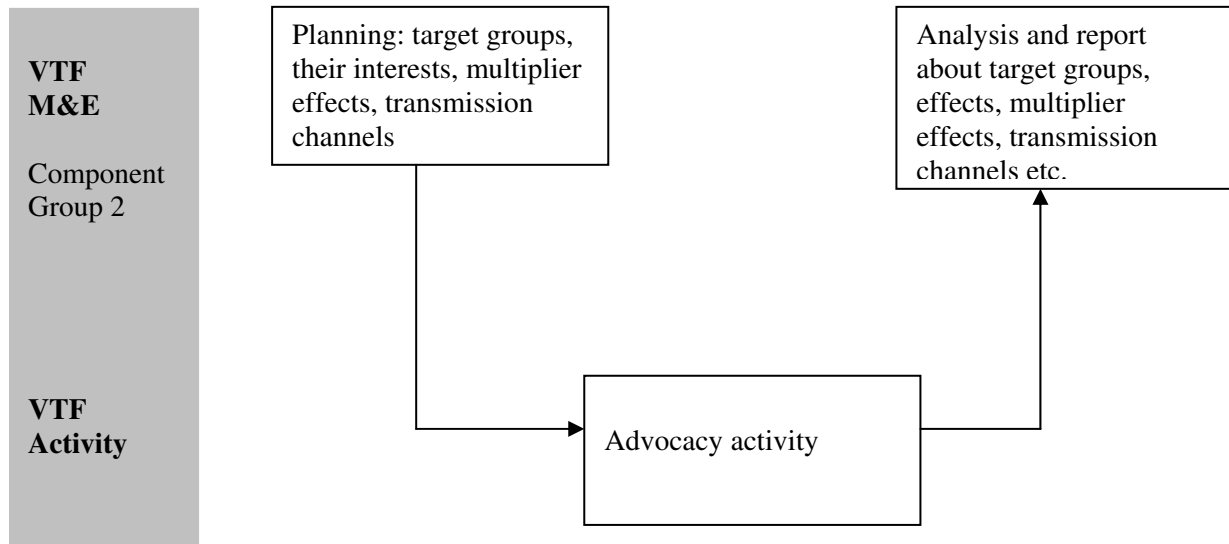 VTF
M&E
Component
Group 2
Planning: target groups,
their interests, multiplier
effects, transmission
channels
Analysis and report
about target groups,
effects, multiplier
effects, transmission
channels etc.
VTF
Activity
Advocacy activity